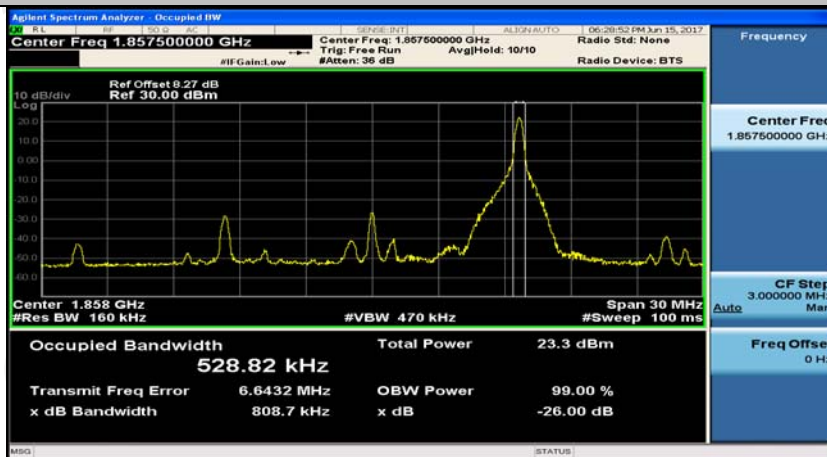 Agilent Spectrum Analyzer - Occupied BW
RL RF 50 Ω AC SENSE:INT ALIGN AUTO 06:28:52 PM Jun 15, 2017
Center Freq 1.857500000 GHz
Center Freq: 1.857500000 GHz
Radio Std: None
Trig: Free Run Avg|Hold: 10/10
#IFGain:Low #Atten: 36 dB Radio Device: BTS
Frequency
Ref Offset 8.27 dB
10 dB/div Ref 30.00 dBm
Log
20.0
10.0
0.00
-10.0
-20.0
-30.0
-40.0
-50.0
-60.0
Center 1.858 GHz Span 30 MHz
#Res BW 160 kHz #VBW 470 kHz #Sweep 100 ms
Occupied Bandwidth Total Power 23.3 dBm
528.82 kHz
Transmit Freq Error 6.6432 MHz OBW Power 99.00 %
x dB Bandwidth 808.7 kHz x dB -26.00 dB
Center Freq
1.857500000 GHz
CF Step
3.000000 MHz
Auto Man
Freq Offset
0 Hz
MSG STATUS